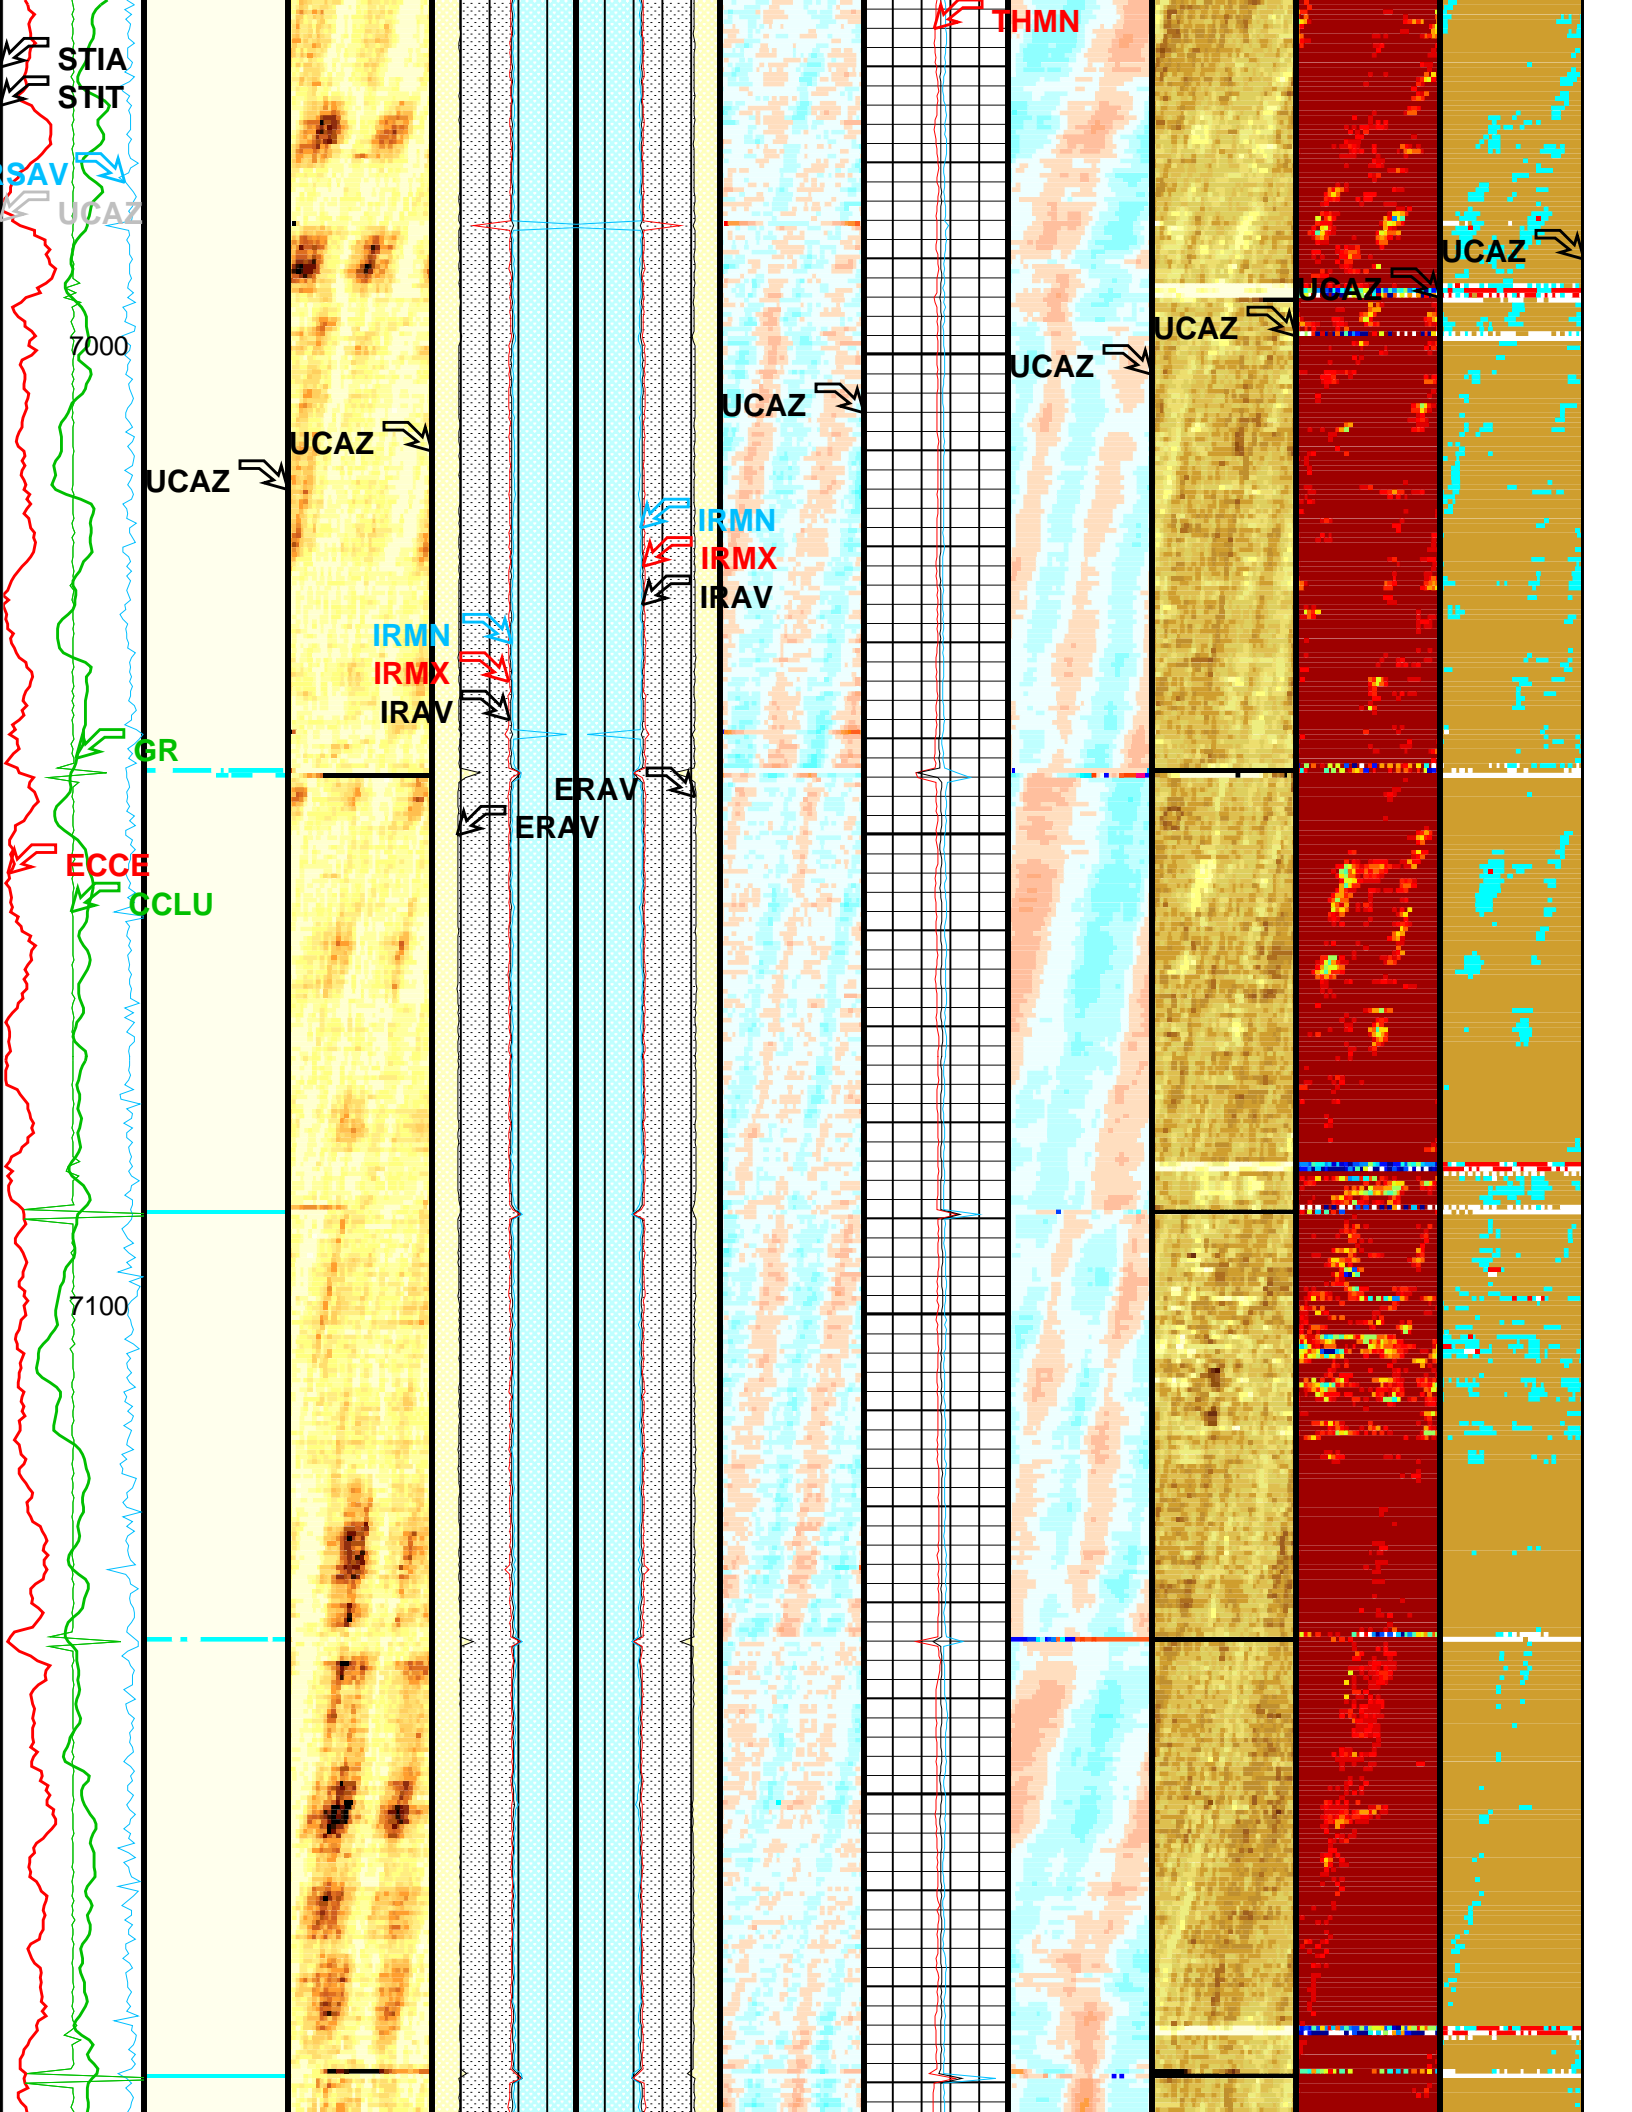 THMN
STIA
STIT
SAV
UCAZ
UCAZ
UCAZ
UCAZ
7000
UCAZ
UCAZ
UCAZ
UCAZ
IRMN
IRMX
IRAV
IRMN
IRMX
IRAV
GR
ERAV
ERAV
ECCE
CCLU
7100